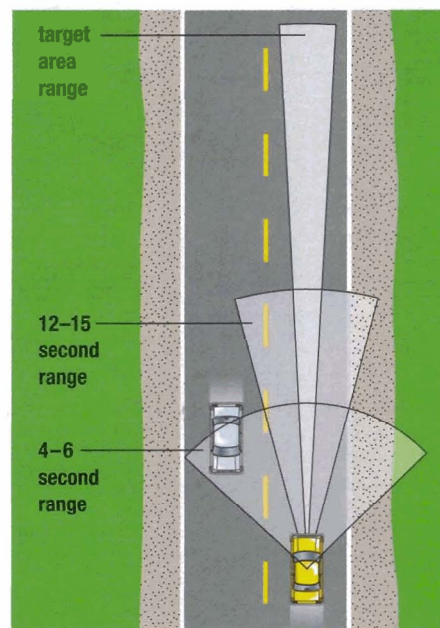 target
area
range
12–15
second
range
4–6
second
range